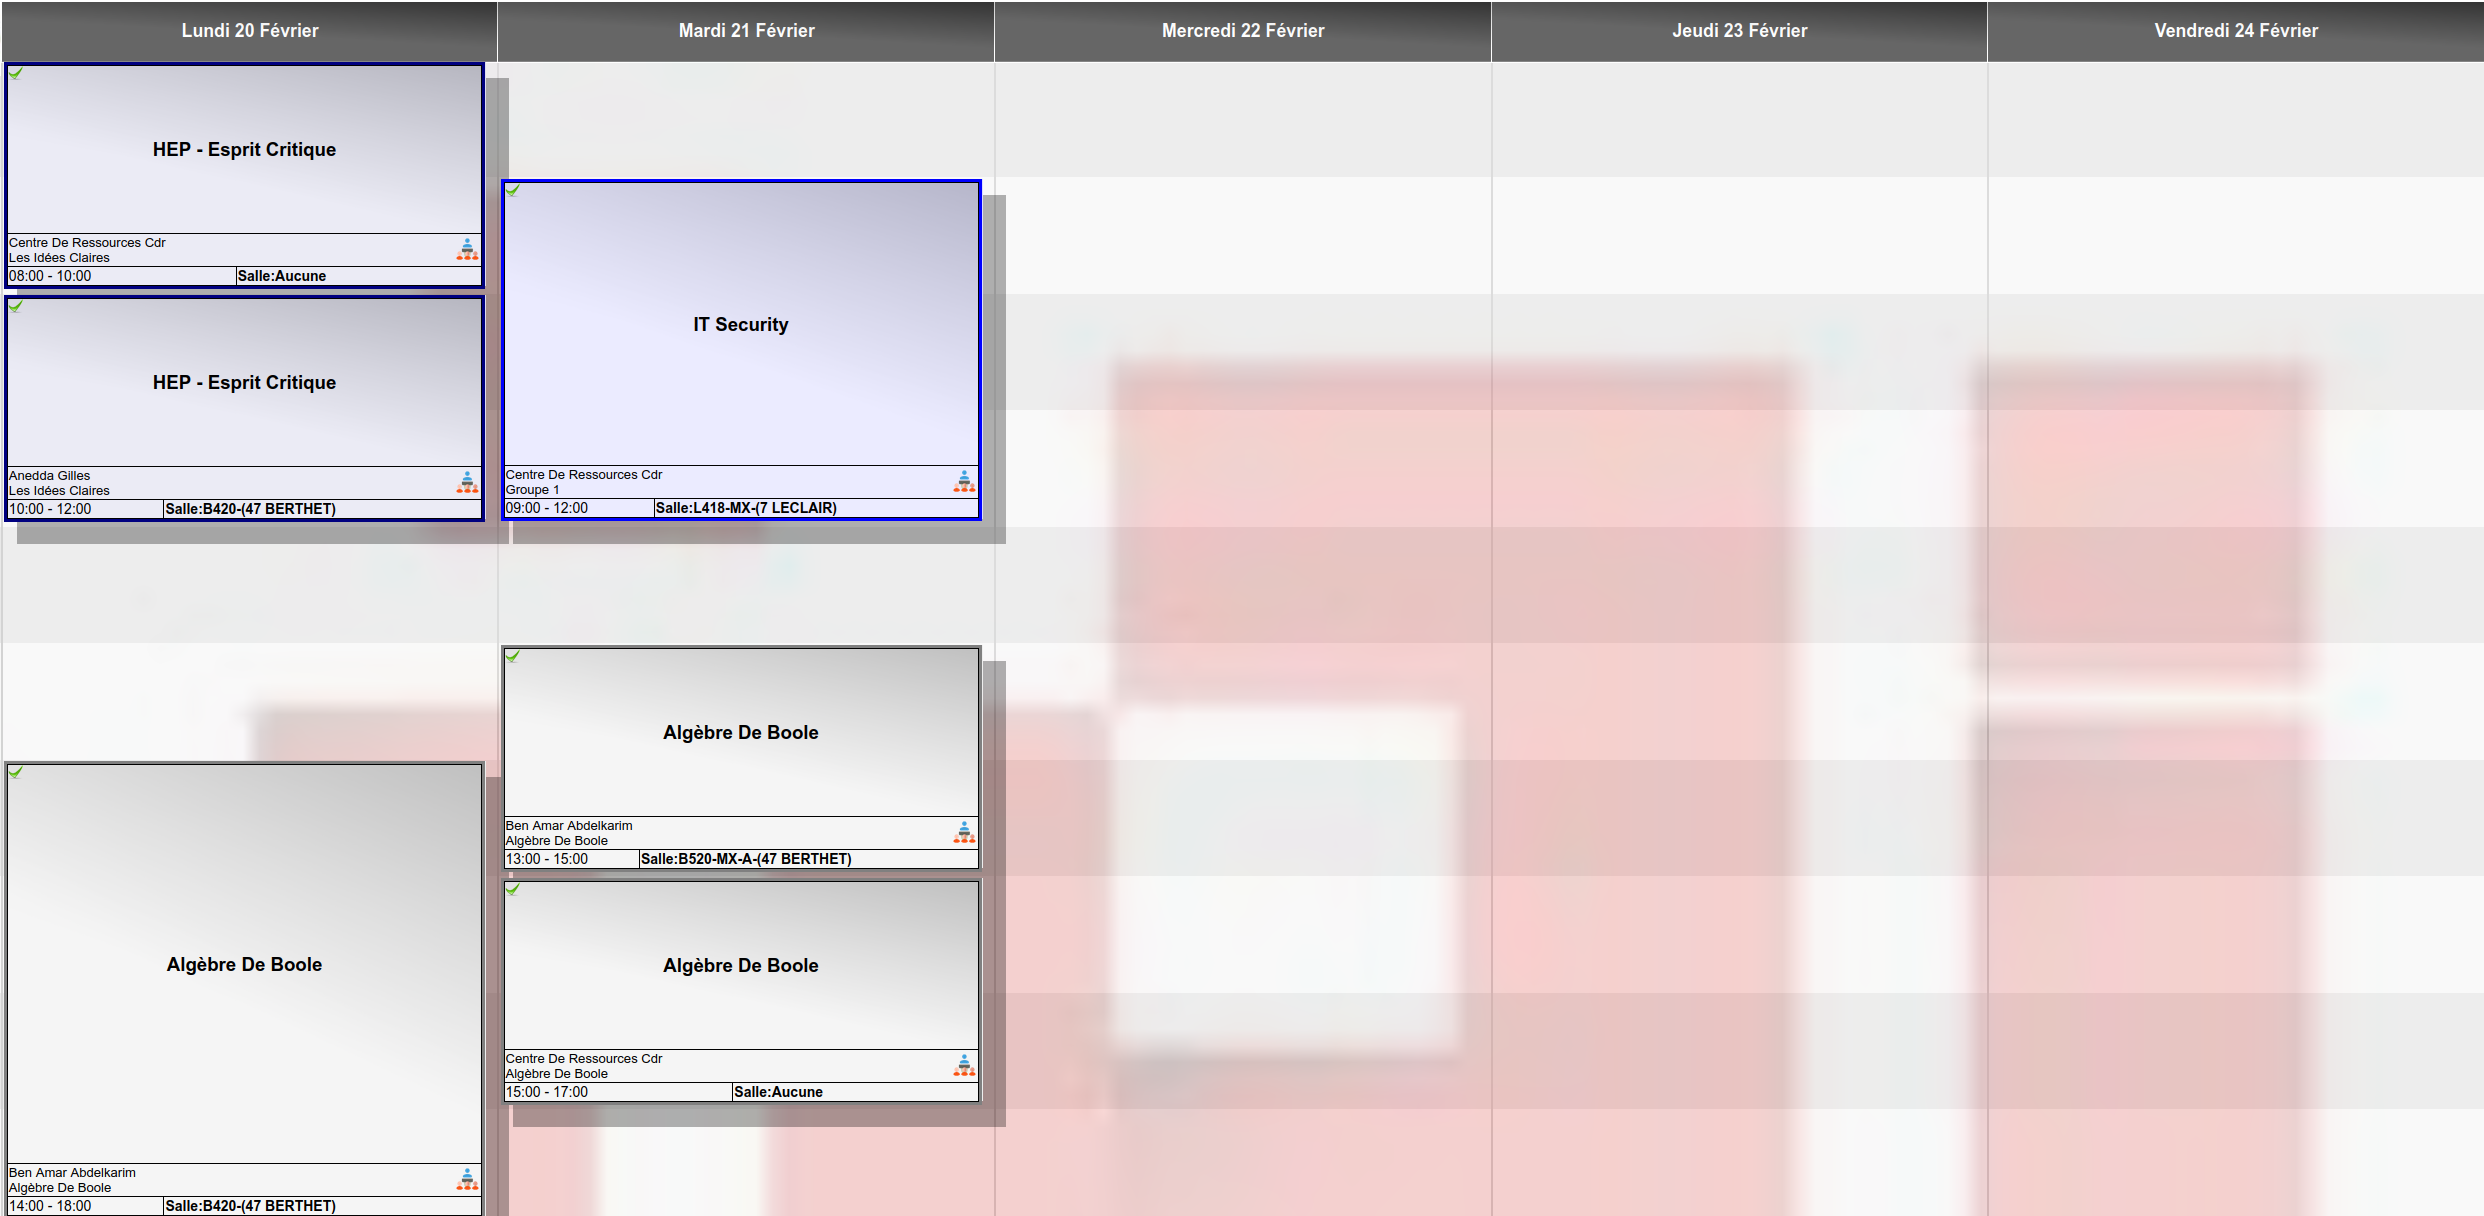 Lundi 20 Février
Mardi 21 Février
Mercredi 22 Février
Jeudi 23 Février
Vendredi 24 Février
HEP - Esprit Critique
Centre De Ressources Cdr
Les Idées Claires
08:00 - 10:00
Salle:Aucune
HEP - Esprit Critique
Anedda Gilles
Les Idées Claires
10:00 - 12:00
Salle:B420-(47 BERTHET)
Algèbre De Boole
Ben Amar Abdelkarim
Algèbre De Boole
14:00 - 18:00
Salle:B420-(47 BERTHET)
IT Security
Centre De Ressources Cdr
Groupe 1
09:00 - 12:00
Salle:L418-MX-(7 LECLAIR)
Algèbre De Boole
Ben Amar Abdelkarim
Algèbre De Boole
13:00 - 15:00
Salle:B520-MX-A-(47 BERTHET)
Algèbre De Boole
Centre De Ressources Cdr
Algèbre De Boole
15:00 - 17:00
Salle:Aucune